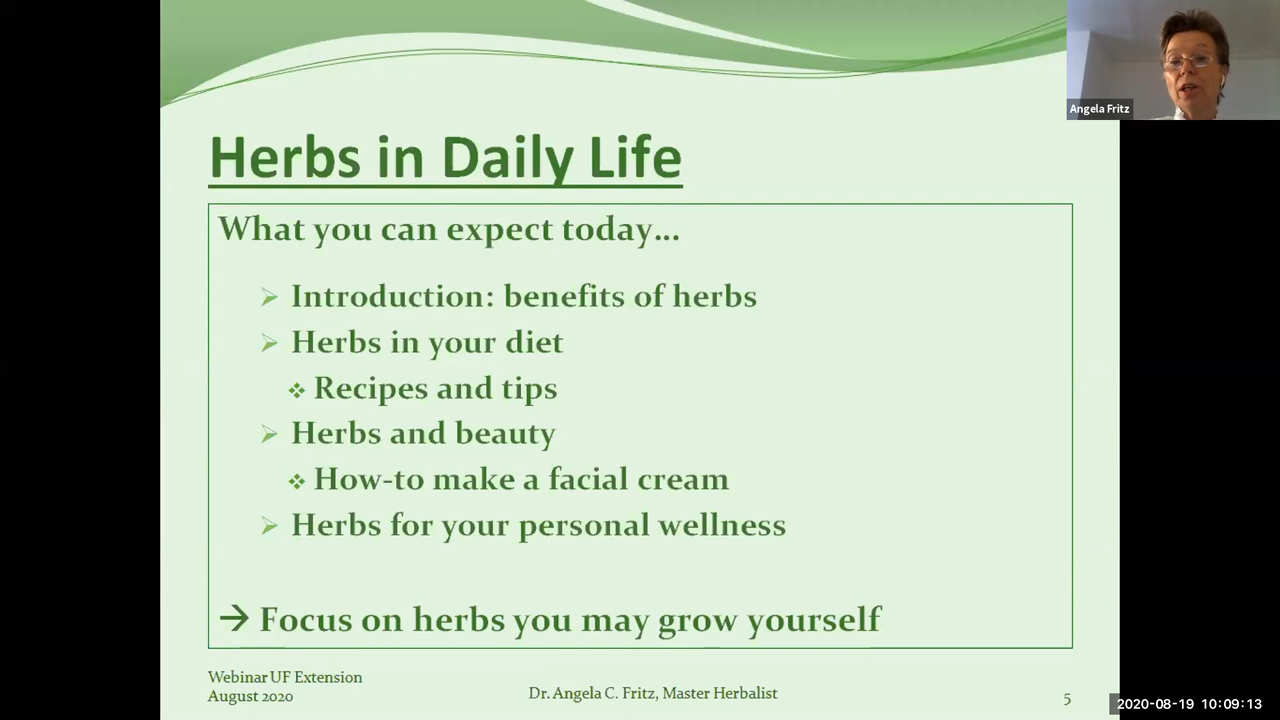 Angela Fritz
Herbs in Daily Life
What you can expect today...
Introduction: benefits of herbs
Herbs in your diet
Recipes and tips
Herbs and beauty
How-to make a facial cream
Herbs for your personal wellness
→ Focus on herbs you may grow yourself
Webinar UF Extension
August 2020
Dr. Angela C. Fritz, Master Herbalist
5
2020-08-19 10:09:13